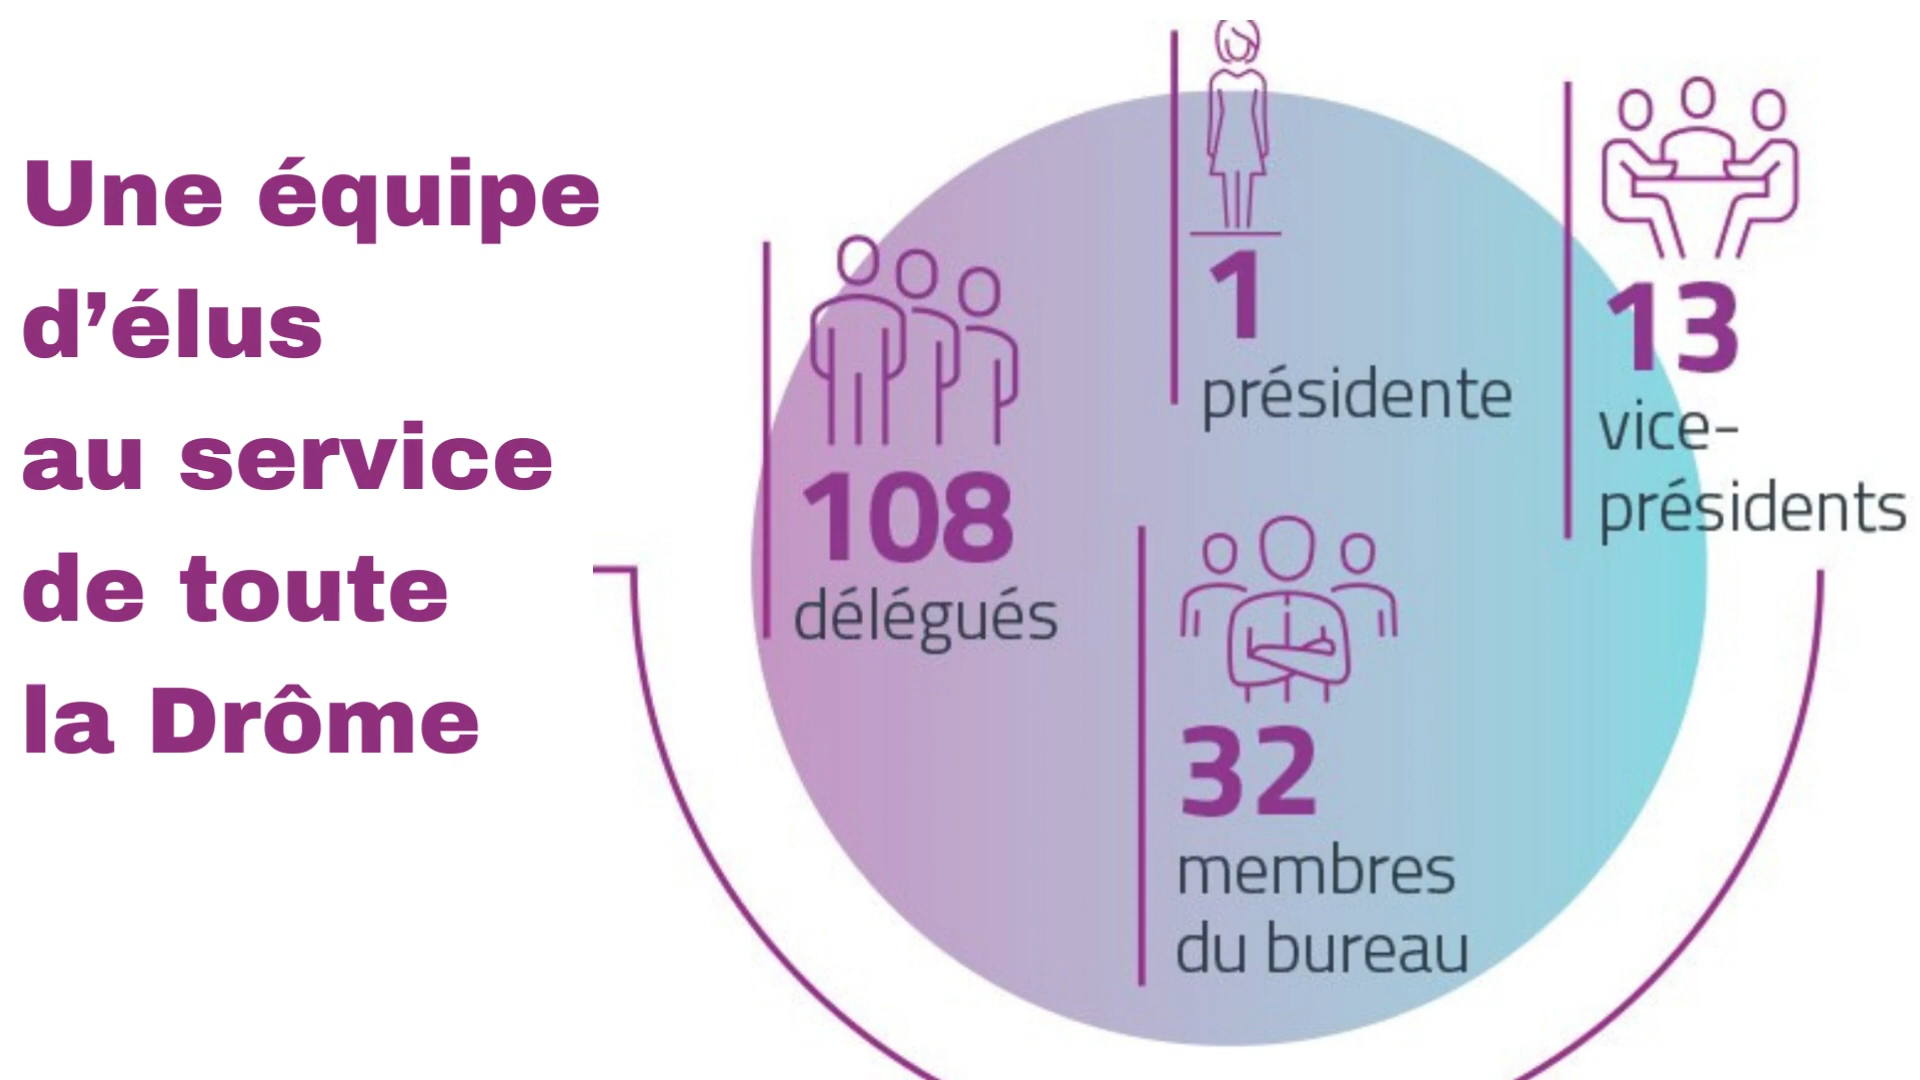 Une équipe
d’élus
au service
de toute
la Drôme
108
délégués
1
présidente
13
vice-
présidents
32
membres
du bureau